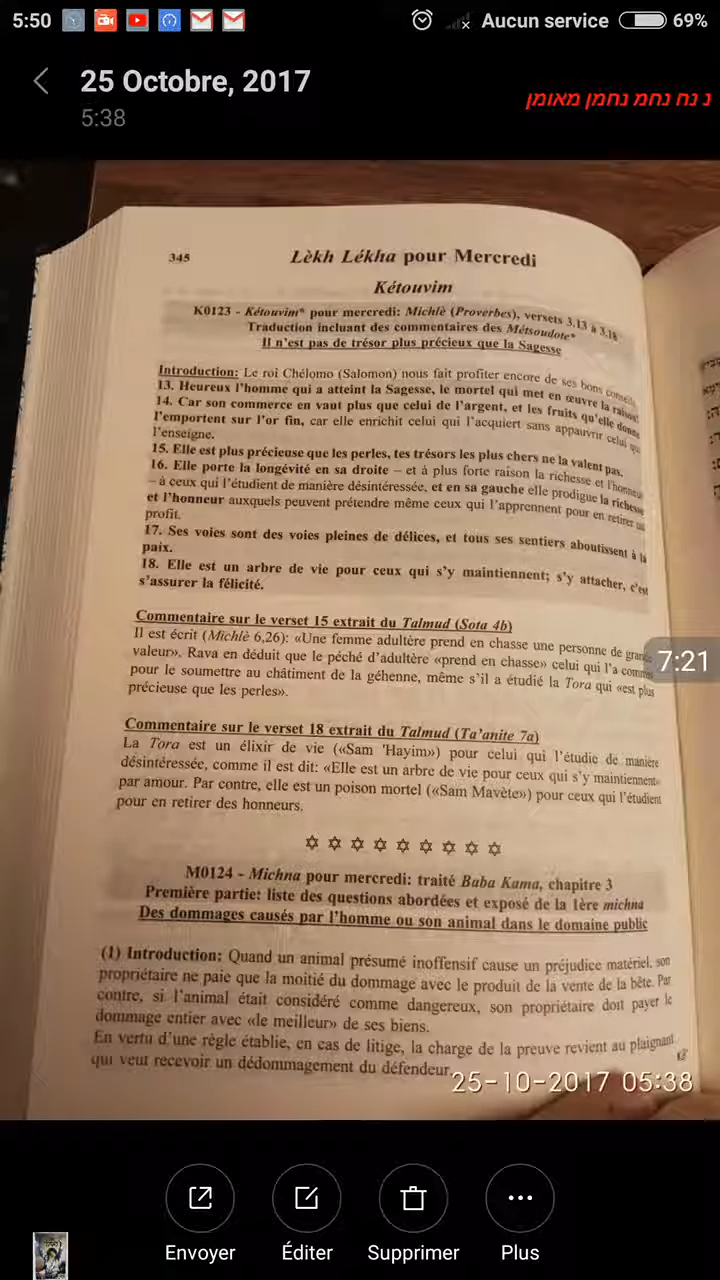 5:50
Aucun service
69%
25 Octobre, 2017
5:38
נ נח נחמ נחמן מאומן
345
Lèkh Lékha pour Mercredi
Kétouvim
K0123 - Kétouvim* pour mercredi: Michlè (Proverbes), versets 3,13 à 3,18
Traduction incluant des commentaires des Métsoudote*
Il n'est pas de trésor plus précieux que la Sagesse
Introduction: Le roi Chélomo (Salomon) nous fait profiter encore de ses bons conseils.
13. Heureux l'homme qui a atteint la Sagesse, le mortel qui met en œuvre la raison!
14. Car son commerce en vaut plus que celui de l'argent, et les fruits qu'elle donne
l'emportent sur l'or fin, car elle enrichit celui qui l'acquiert sans appauvrir celui qui
l'enseigne.
15. Elle est plus précieuse que les perles, tes trésors les plus chers ne la valent pas.
16. Elle porte la longévité en sa droite – et à plus forte raison la richesse et l'honneur
– à ceux qui l'étudient de manière désintéressée, et en sa gauche elle prodigue la richesse
et l'honneur auxquels peuvent prétendre même ceux qui l'apprennent pour en retirer un
profit.
17. Ses voies sont des voies pleines de délices, et tous ses sentiers aboutissent à la
paix.
18. Elle est un arbre de vie pour ceux qui s'y maintiennent; s'y attacher, c'est
s'assurer la félicité.
Commentaire sur le verset 15 extrait du Talmud (Sota 4b)
Il est écrit (Michlè 6,26): «Une femme adultère prend en chasse une personne de grande
valeur». Rava en déduit que le péché d'adultère «prend en chasse» celui qui l'a commis
pour le soumettre au châtiment de la géhenne, même s'il a étudié la Tora qui «est plus
précieuse que les perles».
7:21
Commentaire sur le verset 18 extrait du Talmud (Ta'anite 7a)
La Tora est un élixir de vie («Sam 'Hayim») pour celui qui l'étudie de manière
désintéressée, comme il est dit: «Elle est un arbre de vie pour ceux qui s'y maintiennent»
par amour. Par contre, elle est un poison mortel («Sam Mavète») pour ceux qui l'étudient
pour en retirer des honneurs.
M0124 - Michna pour mercredi: traité Baba Kama, chapitre 3
Première partie: liste des questions abordées et exposé de la 1ère michna
Des dommages causés par l'homme ou son animal dans le domaine public
(1) Introduction: Quand un animal présumé inoffensif cause un préjudice matériel, son
propriétaire ne paie que la moitié du dommage avec le produit de la vente de la bête. Par
contre, si l'animal était considéré comme dangereux, son propriétaire doit payer le
dommage entier avec «le meilleur» de ses biens.
En vertu d'une règle établie, en cas de litige, la charge de la preuve revient au plaignant
qui veut recevoir un dédommagement du défendeur.
25-10-2017 05:38
Envoyer
Éditer
Supprimer
Plus